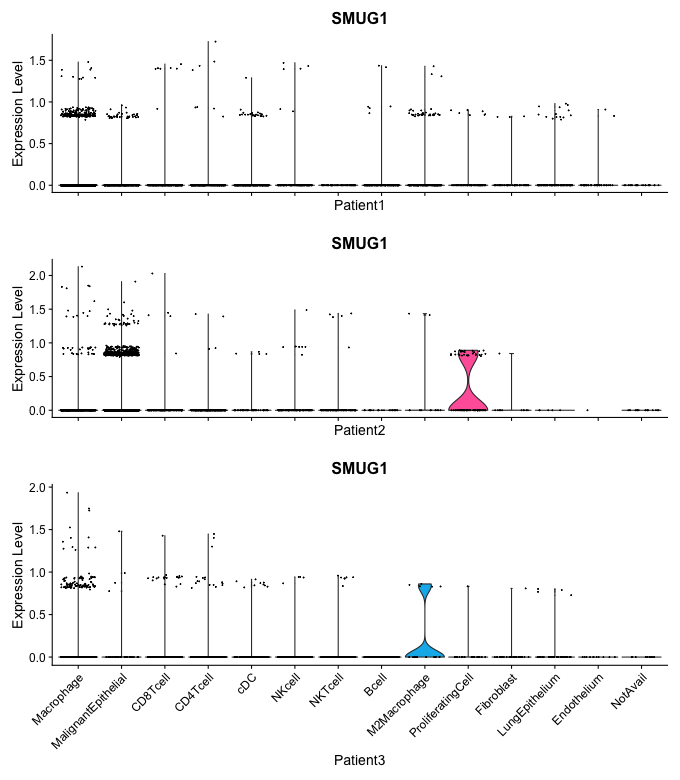 SMUG1
Expression Level
1.5
1.0
0.5
0.0
Patient1
SMUG1
Expression Level
2.0
1.5
1.0
0.5
0.0
Patient2
SMUG1
Expression Level
2.0
1.5
1.0
0.5
0.0
Macrophage
MalignantEpithelial
CD8Tcell
CD4Tcell
cDC
NKcell
NKTcell
Bcell
M2Macrophage
ProliferatingCell
Fibroblast
LungEpithelium
Endothelium
NotAvail
Patient3